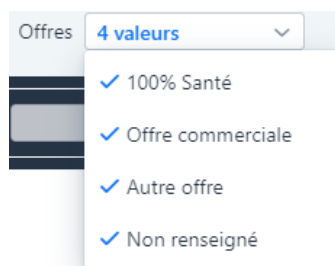 Offres 4 valeurs
100% Santé
Offre commerciale
Autre offre
Non renseigné